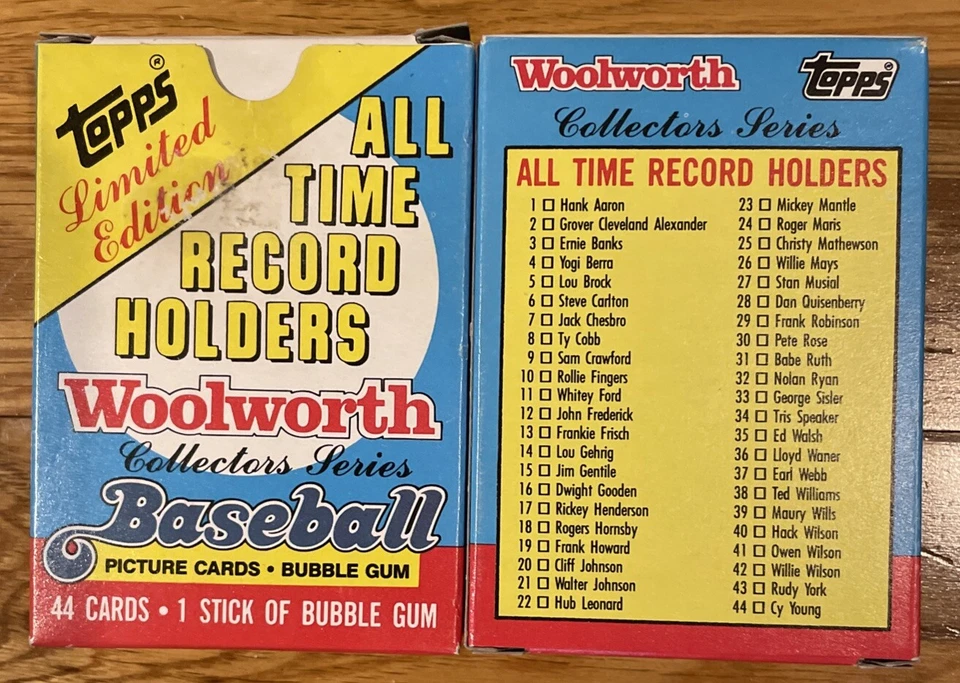 Topps®
Limited
Edition
ALL
TIME
RECORD
HOLDERS
Woolworth
Collectors Series
Baseball
PICTURE CARDS • BUBBLE GUM
44 CARDS • 1 STICK OF BUBBLE GUM
Woolworth Topps®
Collectors Series
ALL TIME RECORD HOLDERS
1 Hank Aaron
2 Grover Cleveland Alexander
3 Ernie Banks
4 Yogi Berra
5 Lou Brock
6 Steve Carlton
7 Jack Chesbro
8 Ty Cobb
9 Sam Crawford
10 Rollie Fingers
11 Whitey Ford
12 John Frederick
13 Frankie Frisch
14 Lou Gehrig
15 Jim Gentile
16 Dwight Gooden
17 Rickey Henderson
18 Rogers Hornsby
19 Frank Howard
20 Cliff Johnson
21 Walter Johnson
22 Hub Leonard
23 Mickey Mantle
24 Roger Maris
25 Christy Mathewson
26 Willie Mays
27 Stan Musial
28 Dan Quisenberry
29 Frank Robinson
30 Pete Rose
31 Babe Ruth
32 Nolan Ryan
33 George Sisler
34 Tris Speaker
35 Ed Walsh
36 Lloyd Waner
37 Earl Webb
38 Ted Williams
39 Maury Wills
40 Hack Wilson
41 Owen Wilson
42 Willie Wilson
43 Rudy York
44 Cy Young